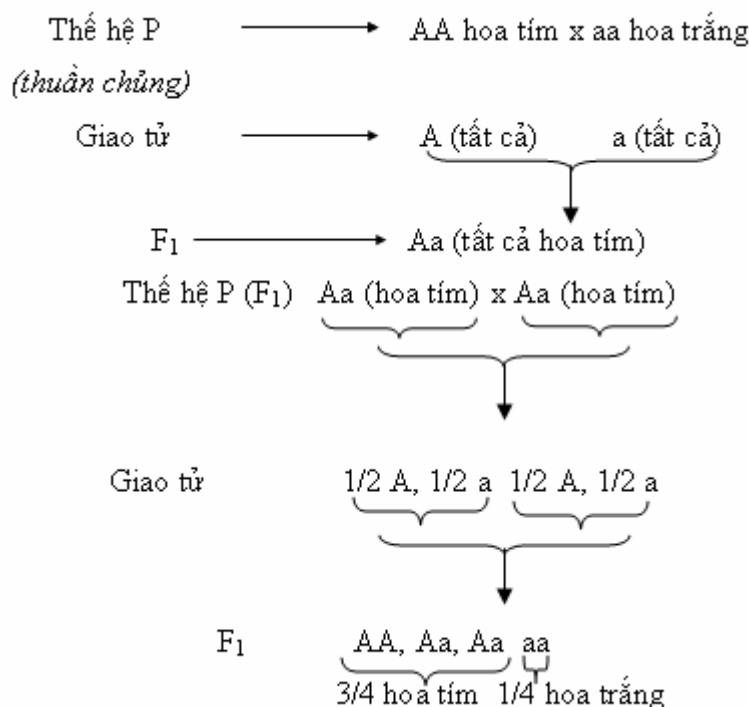 Thế hệ P AA hoa tím x aa hoa trắng
(thuần chủng)
Giao tử A (tất cả) a (tất cả)
F₁ Aa (tất cả hoa tím)
Thế hệ P (F₁) Aa (hoa tím) x Aa (hoa tím)
Giao tử 1/2 A, 1/2 a 1/2 A, 1/2 a
F₁ AA, Aa, Aa aa
3/4 hoa tím 1/4 hoa trắng